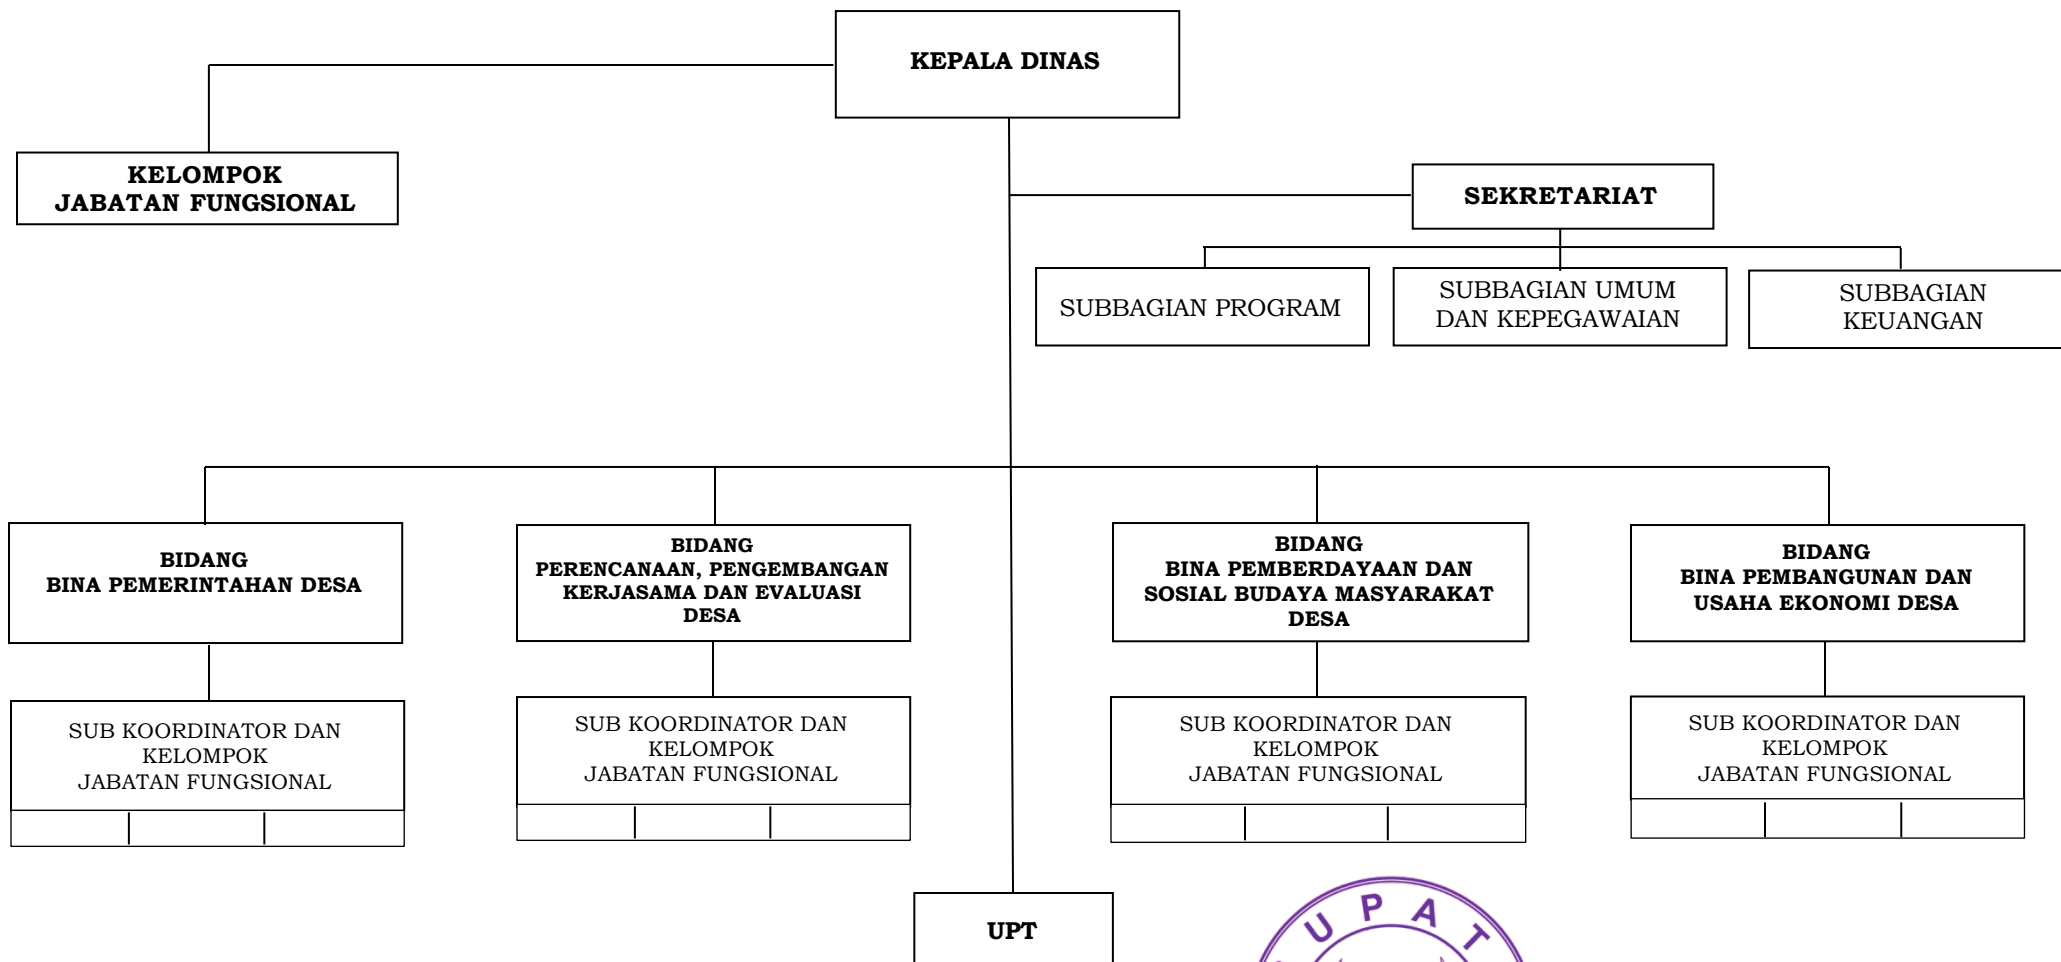 KEPALA DINAS
KELOMPOK
JABATAN FUNGSIONAL
SEKRETARIAT
SUBBAGIAN PROGRAM
SUBBAGIAN UMUM
DAN KEPEGAWAIAN
SUBBAGIAN
KEUANGAN
BIDANG
BINA PEMERINTAHAN DESA
BIDANG
PERENCANAAN, PENGEMBANGAN
KERJASAMA DAN EVALUASI
DESA
BIDANG
BINA PEMBERDAYAAN DAN
SOSIAL BUDAYA MASYARAKAT
DESA
BIDANG
BINA PEMBANGUNAN DAN
USAHA EKONOMI DESA
SUB KOORDINATOR DAN
KELOMPOK
JABATAN FUNGSIONAL
SUB KOORDINATOR DAN
KELOMPOK
JABATAN FUNGSIONAL
SUB KOORDINATOR DAN
KELOMPOK
JABATAN FUNGSIONAL
SUB KOORDINATOR DAN
KELOMPOK
JABATAN FUNGSIONAL
UPT